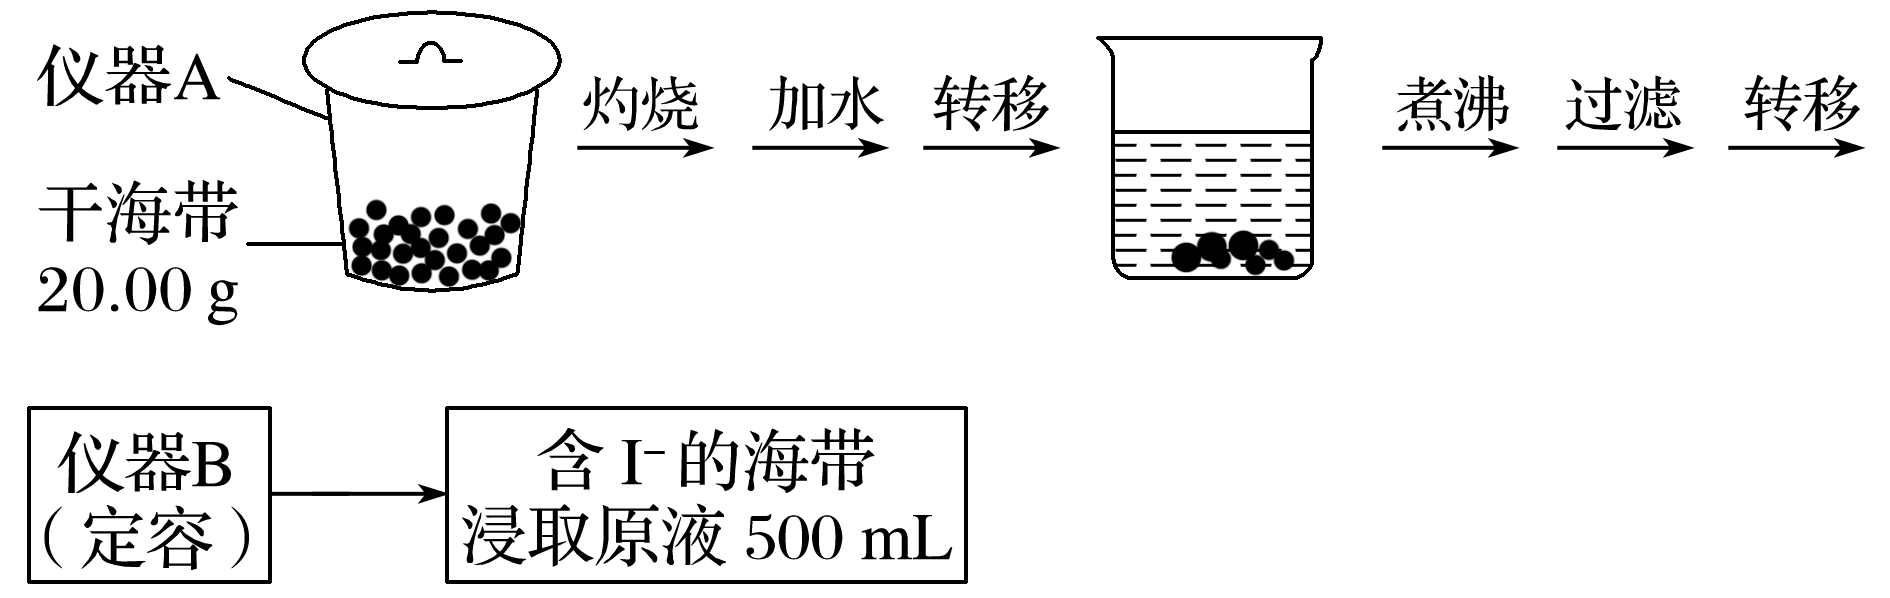 仪器A
干海带
20.00 g
灼烧
加水
转移
煮沸
过滤
转移
仪器B
（定容）
含 I⁻ 的海带
浸取原液 500 mL